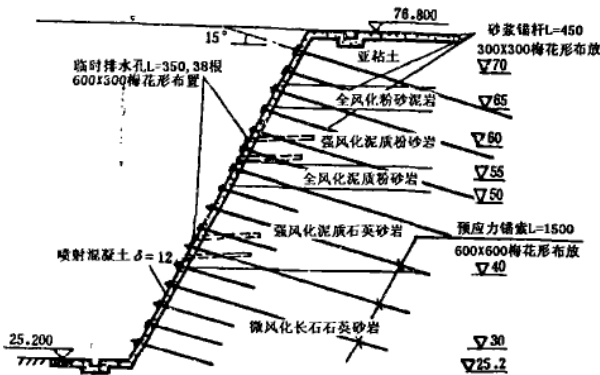 76.800
砂浆锚杆L=450
300X300梅花形布放
15°
亚粘土
▽70
临时排水孔L=350,38根
600X300梅花形布置
全风化粉砂泥岩
▽65
强风化泥质粉砂岩
▽60
全风化泥质粉砂岩
▽55
▽50
强风化泥质石英砂岩
预应力锚索L=1500
600X600梅花形布放
喷射混凝土δ=12
▽40
微风化长石石英砂岩
25.200
▽30
▽25.2